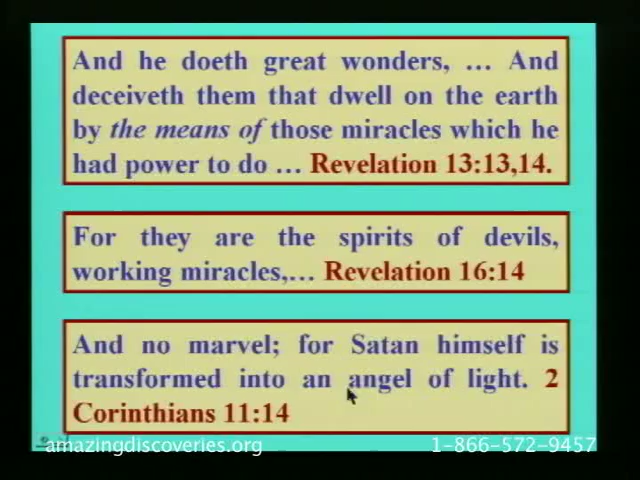 And he doeth great wonders, … And
deceiveth them that dwell on the earth
by the means of those miracles which he
had power to do … Revelation 13:13,14.
For they are the spirits of devils,
working miracles,… Revelation 16:14
And no marvel; for Satan himself is
transformed into an angel of light. 2
Corinthians 11:14
amazingdiscoveries.org 1-866-572-9457